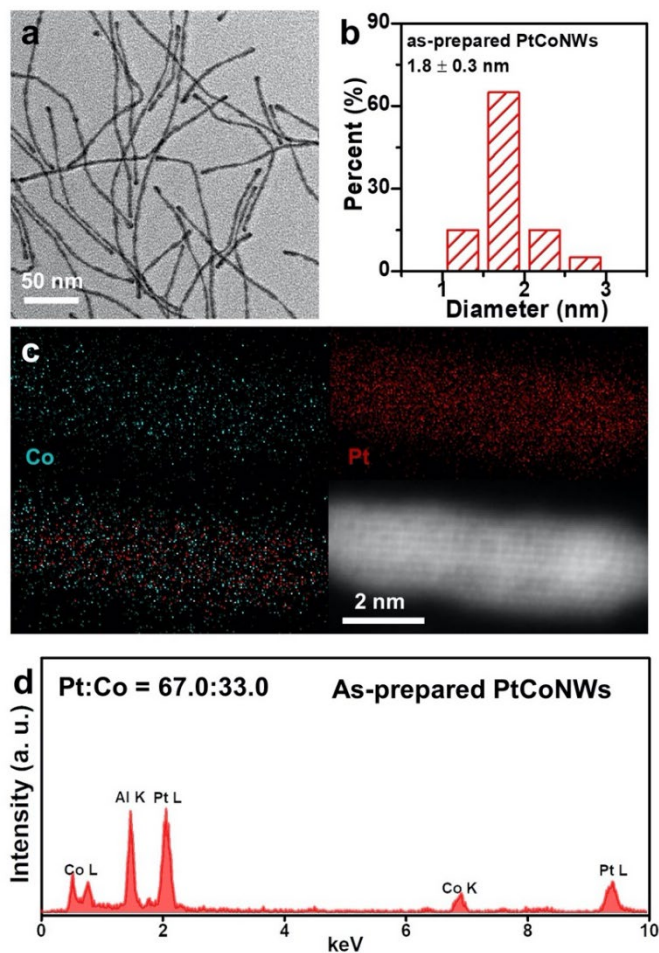 a
50 nm
b
as-prepared PtCoNWs
1.8 ± 0.3 nm
Percent (%)
90
60
30
0
1 2 3
Diameter (nm)
c
Co
Pt
2 nm
d
Pt:Co = 67.0:33.0 As-prepared PtCoNWs
Intensity (a. u.)
Al K Pt L
Co L
Co K
Pt L
0 2 4 6 8 10
keV